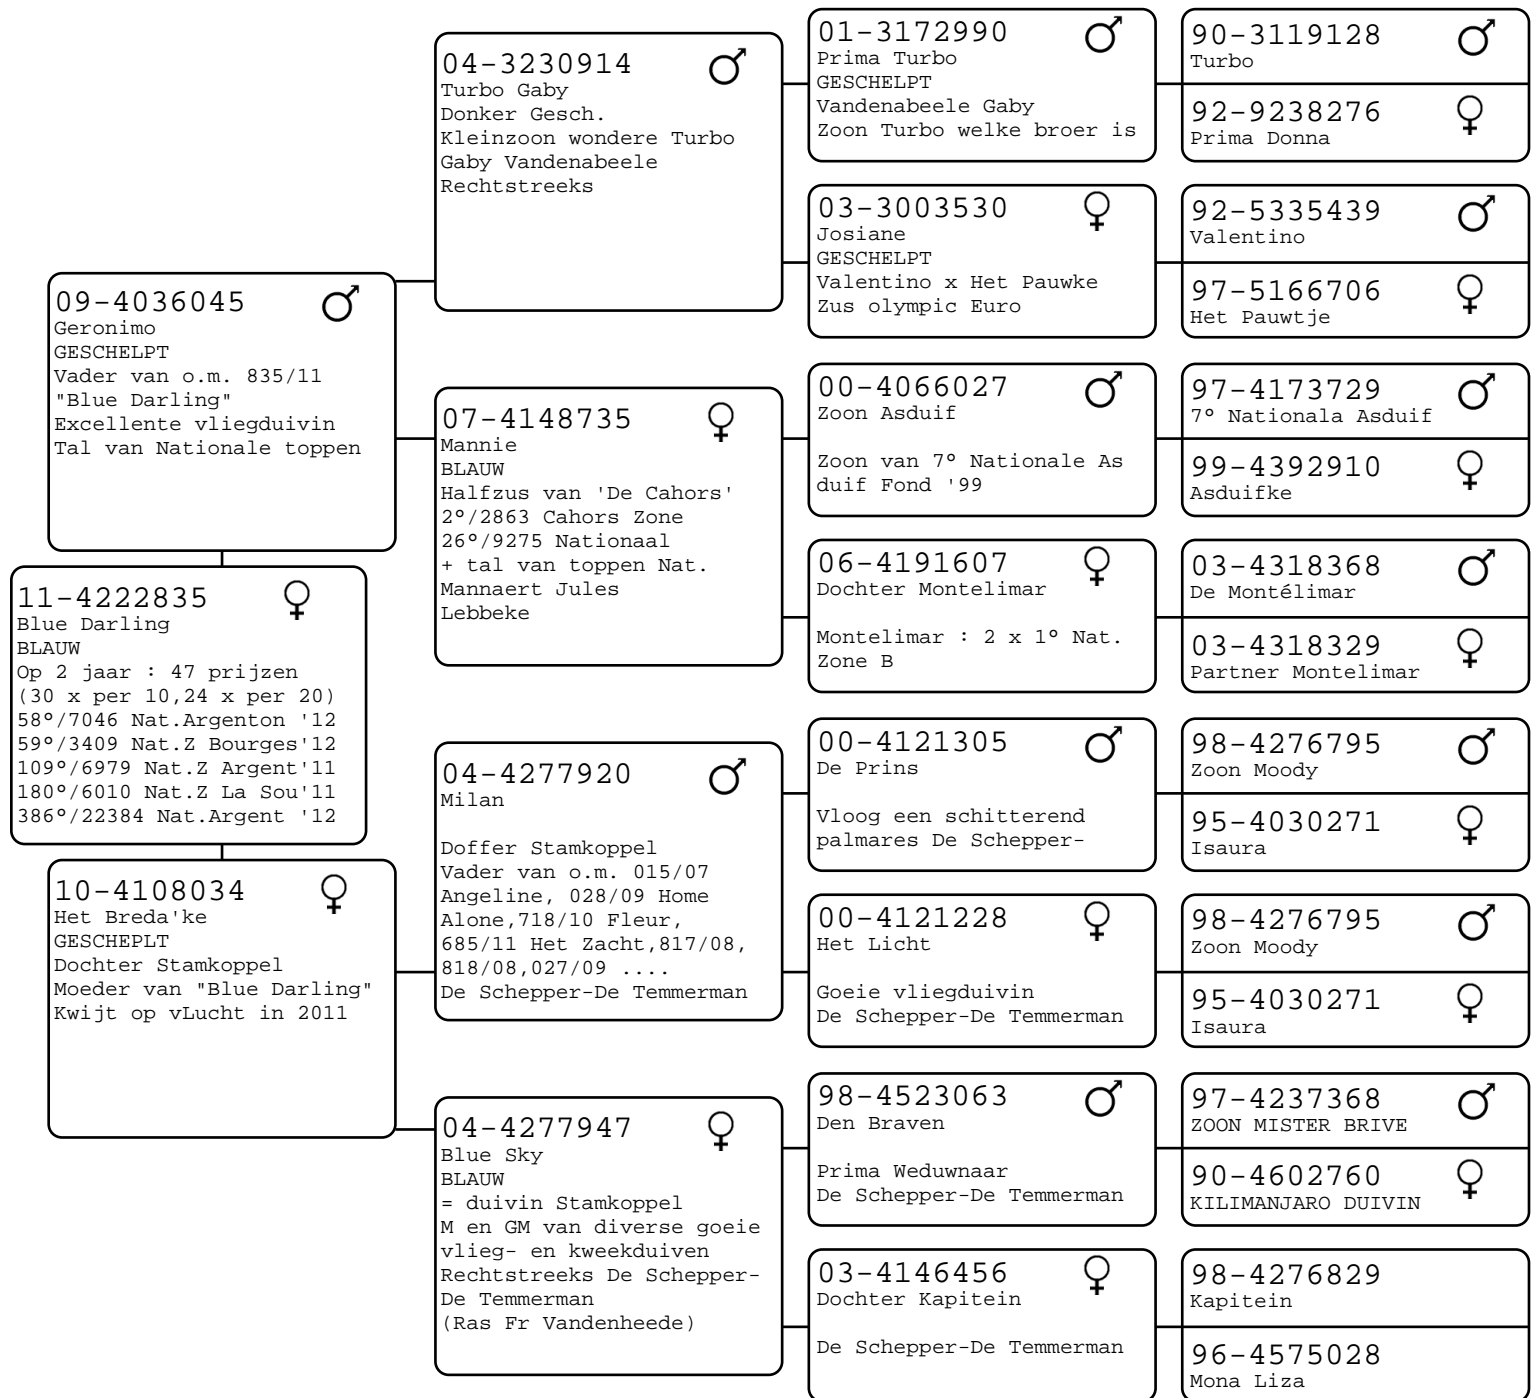 11-4222835
Blue Darling
BLAUW
Op 2 jaar : 47 prijzen
(30 x per 10,24 x per 20)
58°/7046 Nat.Argenton '12
59°/3409 Nat.Z Bourges'12
109°/6979 Nat.Z Argent'11
180°/6010 Nat.Z La Sou'11
386°/22384 Nat.Argent '12
09-4036045
Geronimo
GESCHELPT
Vader van o.m. 835/11
"Blue Darling"
Excellente vliegduivin
Tal van Nationale toppen
10-4108034
Het Breda'ke
GESCHEPLT
Dochter Stamkoppel
Moeder van "Blue Darling"
Kwijt op vLucht in 2011
04-3230914
Turbo Gaby
Donker Gesch.
Kleinzoon wondere Turbo
Gaby Vandenabeele
Rechtstreeks
07-4148735
Mannie
BLAUW
Halfzus van 'De Cahors'
2°/2863 Cahors Zone
26°/9275 Nationaal
+ tal van toppen Nat.
Mannaert Jules
Lebbeke
04-4277920
Milan
Doffer Stamkoppel
Vader van o.m. 015/07
Angeline, 028/09 Home
Alone,718/10 Fleur,
685/11 Het Zacht,817/08,
818/08,027/09 ....
De Schepper-De Temmerman
04-4277947
Blue Sky
BLAUW
= duivin Stamkoppel
M en GM van diverse goeie
vlieg- en kweekduiven
Rechtstreeks De Schepper-
De Temmerman
(Ras Fr Vandenheede)
01-3172990
Prima Turbo
GESCHELPT
Vandenabeele Gaby
Zoon Turbo welke broer is
03-3003530
Josiane
GESCHELPT
Valentino x Het Pauwke
Zus olympic Euro
00-4066027
Zoon Asduif
Zoon van 7° Nationale As
duif Fond '99
06-4191607
Dochter Montelimar
Montelimar : 2 x 1° Nat.
Zone B
00-4121305
De Prins
Vloog een schitterend
palmares De Schepper-
00-4121228
Het Licht
Goeie vliegduivin
De Schepper-De Temmerman
98-4523063
Den Braven
Prima Weduwnaar
De Schepper-De Temmerman
03-4146456
Dochter Kapitein
De Schepper-De Temmerman
90-3119128
Turbo
92-9238276
Prima Donna
92-5335439
Valentino
97-5166706
Het Pauwtje
97-4173729
7° Nationala Asduif
99-4392910
Asduifke
03-4318368
De Montélimar
03-4318329
Partner Montelimar
98-4276795
Zoon Moody
95-4030271
Isaura
98-4276795
Zoon Moody
95-4030271
Isaura
97-4237368
ZOON MISTER BRIVE
90-4602760
KILIMANJARO DUIVIN
98-4276829
Kapitein
96-4575028
Mona Liza